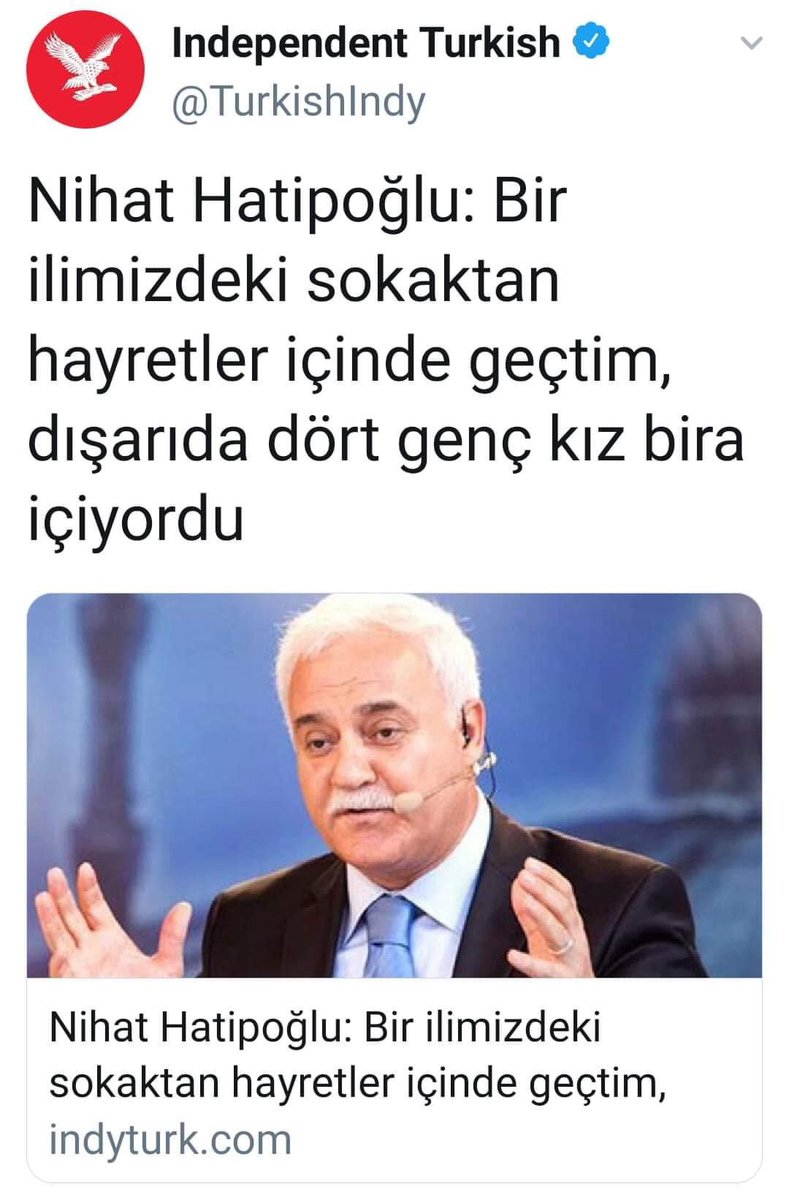 Independent Turkish
@TurkishIndy
Nihat Hatipoğlu: Bir
ilimizdeki sokaktan
hayretler içinde geçtim,
dışarıda dört genç kız bira
içiyordu
Nihat Hatipoğlu: Bir ilimizdeki
sokaktan hayretler içinde geçtim,
indyturk.com